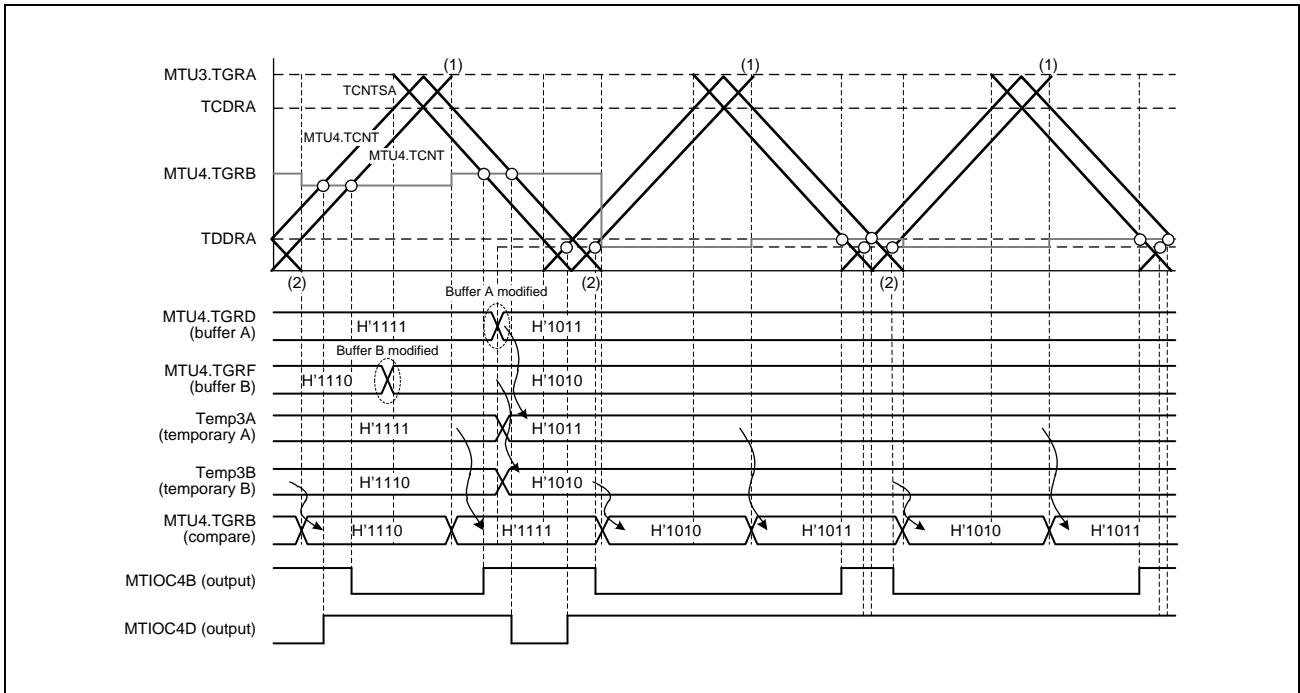 MTU3.TGRA
(1)
(1)
(1)
TCNTSA
TCDRA
MTU4.TCNT
MTU4.TCNT
MTU4.TGRB
TDDRA
(2)
(2)
(2)
Buffer A modified
MTU4.TGRD
(buffer A)
H'1111
H'1011
Buffer B modified
MTU4.TGRF
(buffer B)
H'1110
H'1010
Temp3A
(temporary A)
H'1111
H'1011
Temp3B
(temporary B)
H'1110
H'1010
MTU4.TGRB
(compare)
H'1110
H'1111
H'1010
H'1011
H'1010
H'1011
MTIOC4B (output)
MTIOC4D (output)